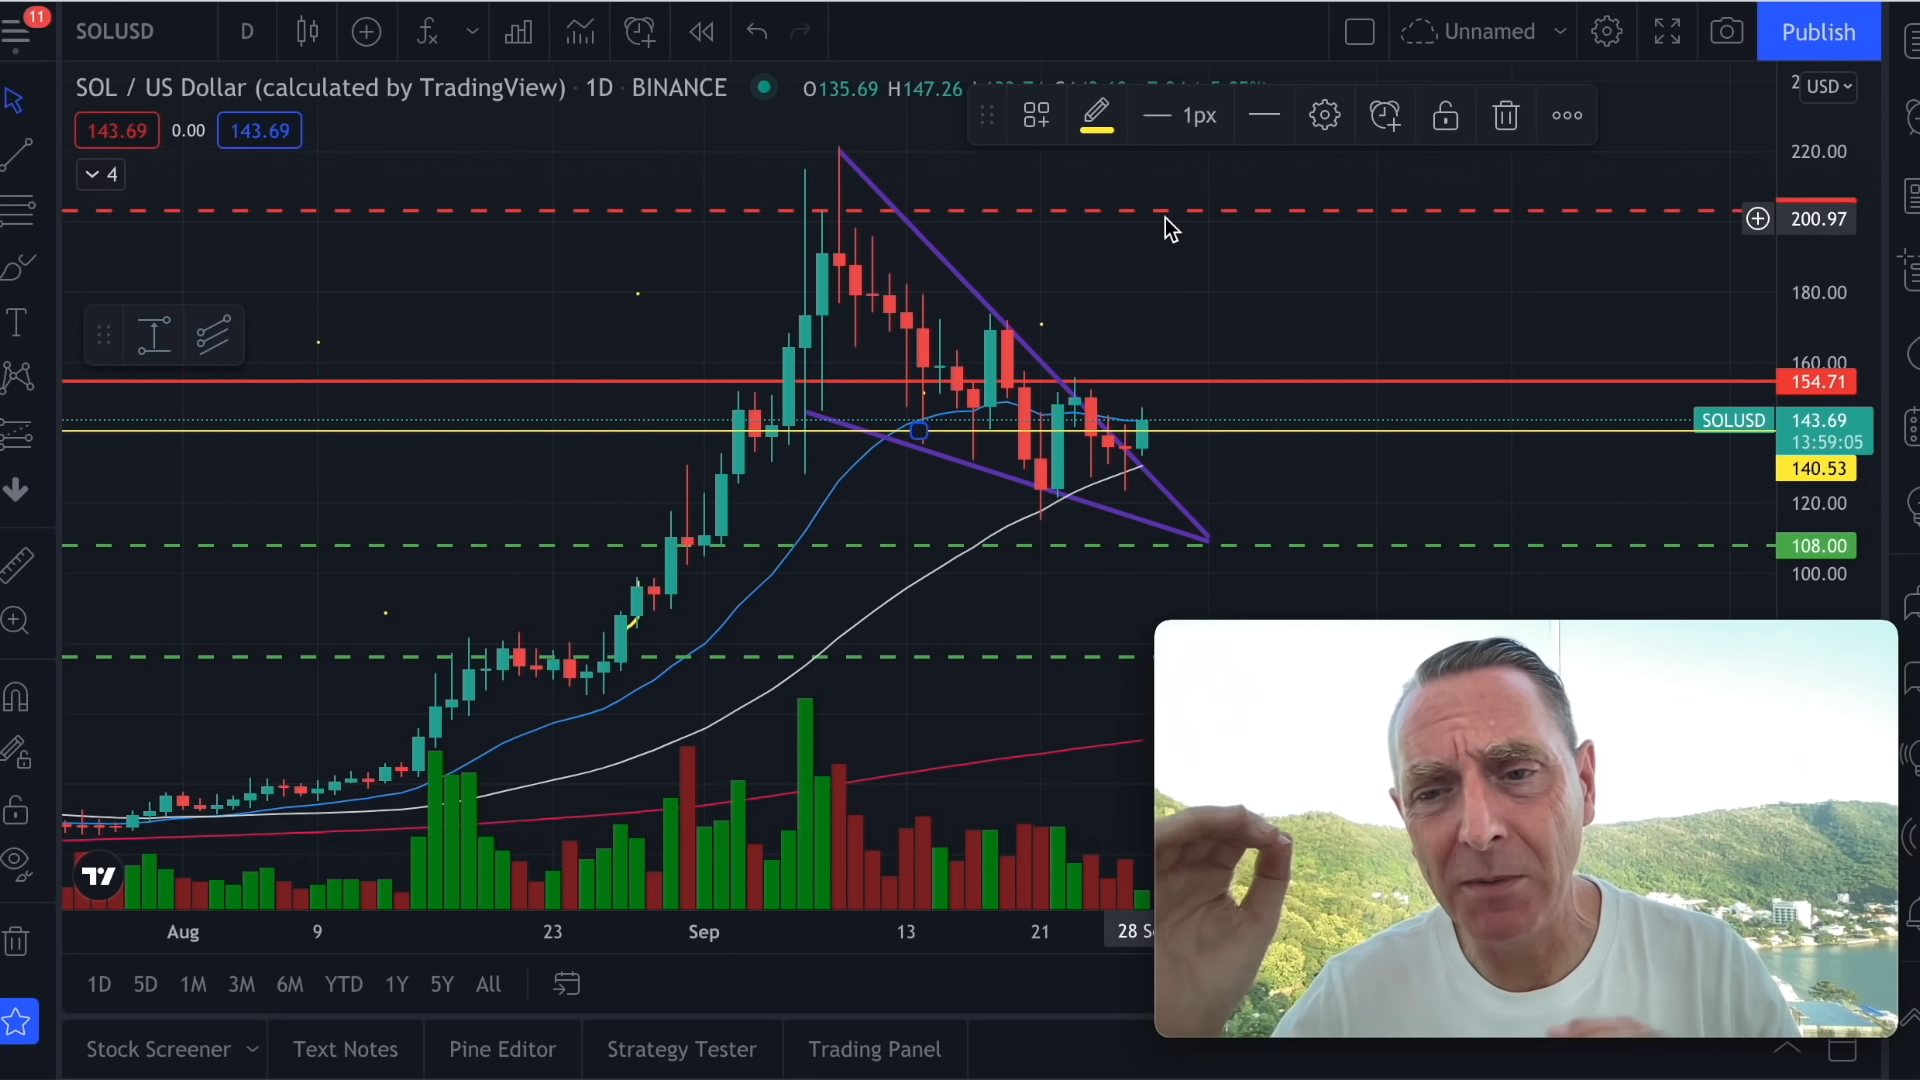 11
SOLUSD D Unnamed Publish
SOL / US Dollar (calculated by TradingView) · 1D · BINANCE O135.69 H147.26
USD
143.69 0.00 143.69
1px
4
220.00
200.97
180.00
160.00
154.71
SOLUSD 143.69
13:59:05
140.53
120.00
108.00
100.00
Aug 9 23 Sep 13 21 28
1D 5D 1M 3M 6M YTD 1Y 5Y All
Stock Screener Text Notes Pine Editor Strategy Tester Trading Panel